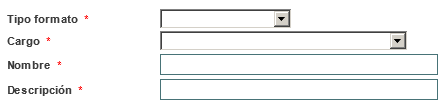 Tipo formato *
Cargo *
Nombre *
Descripción *